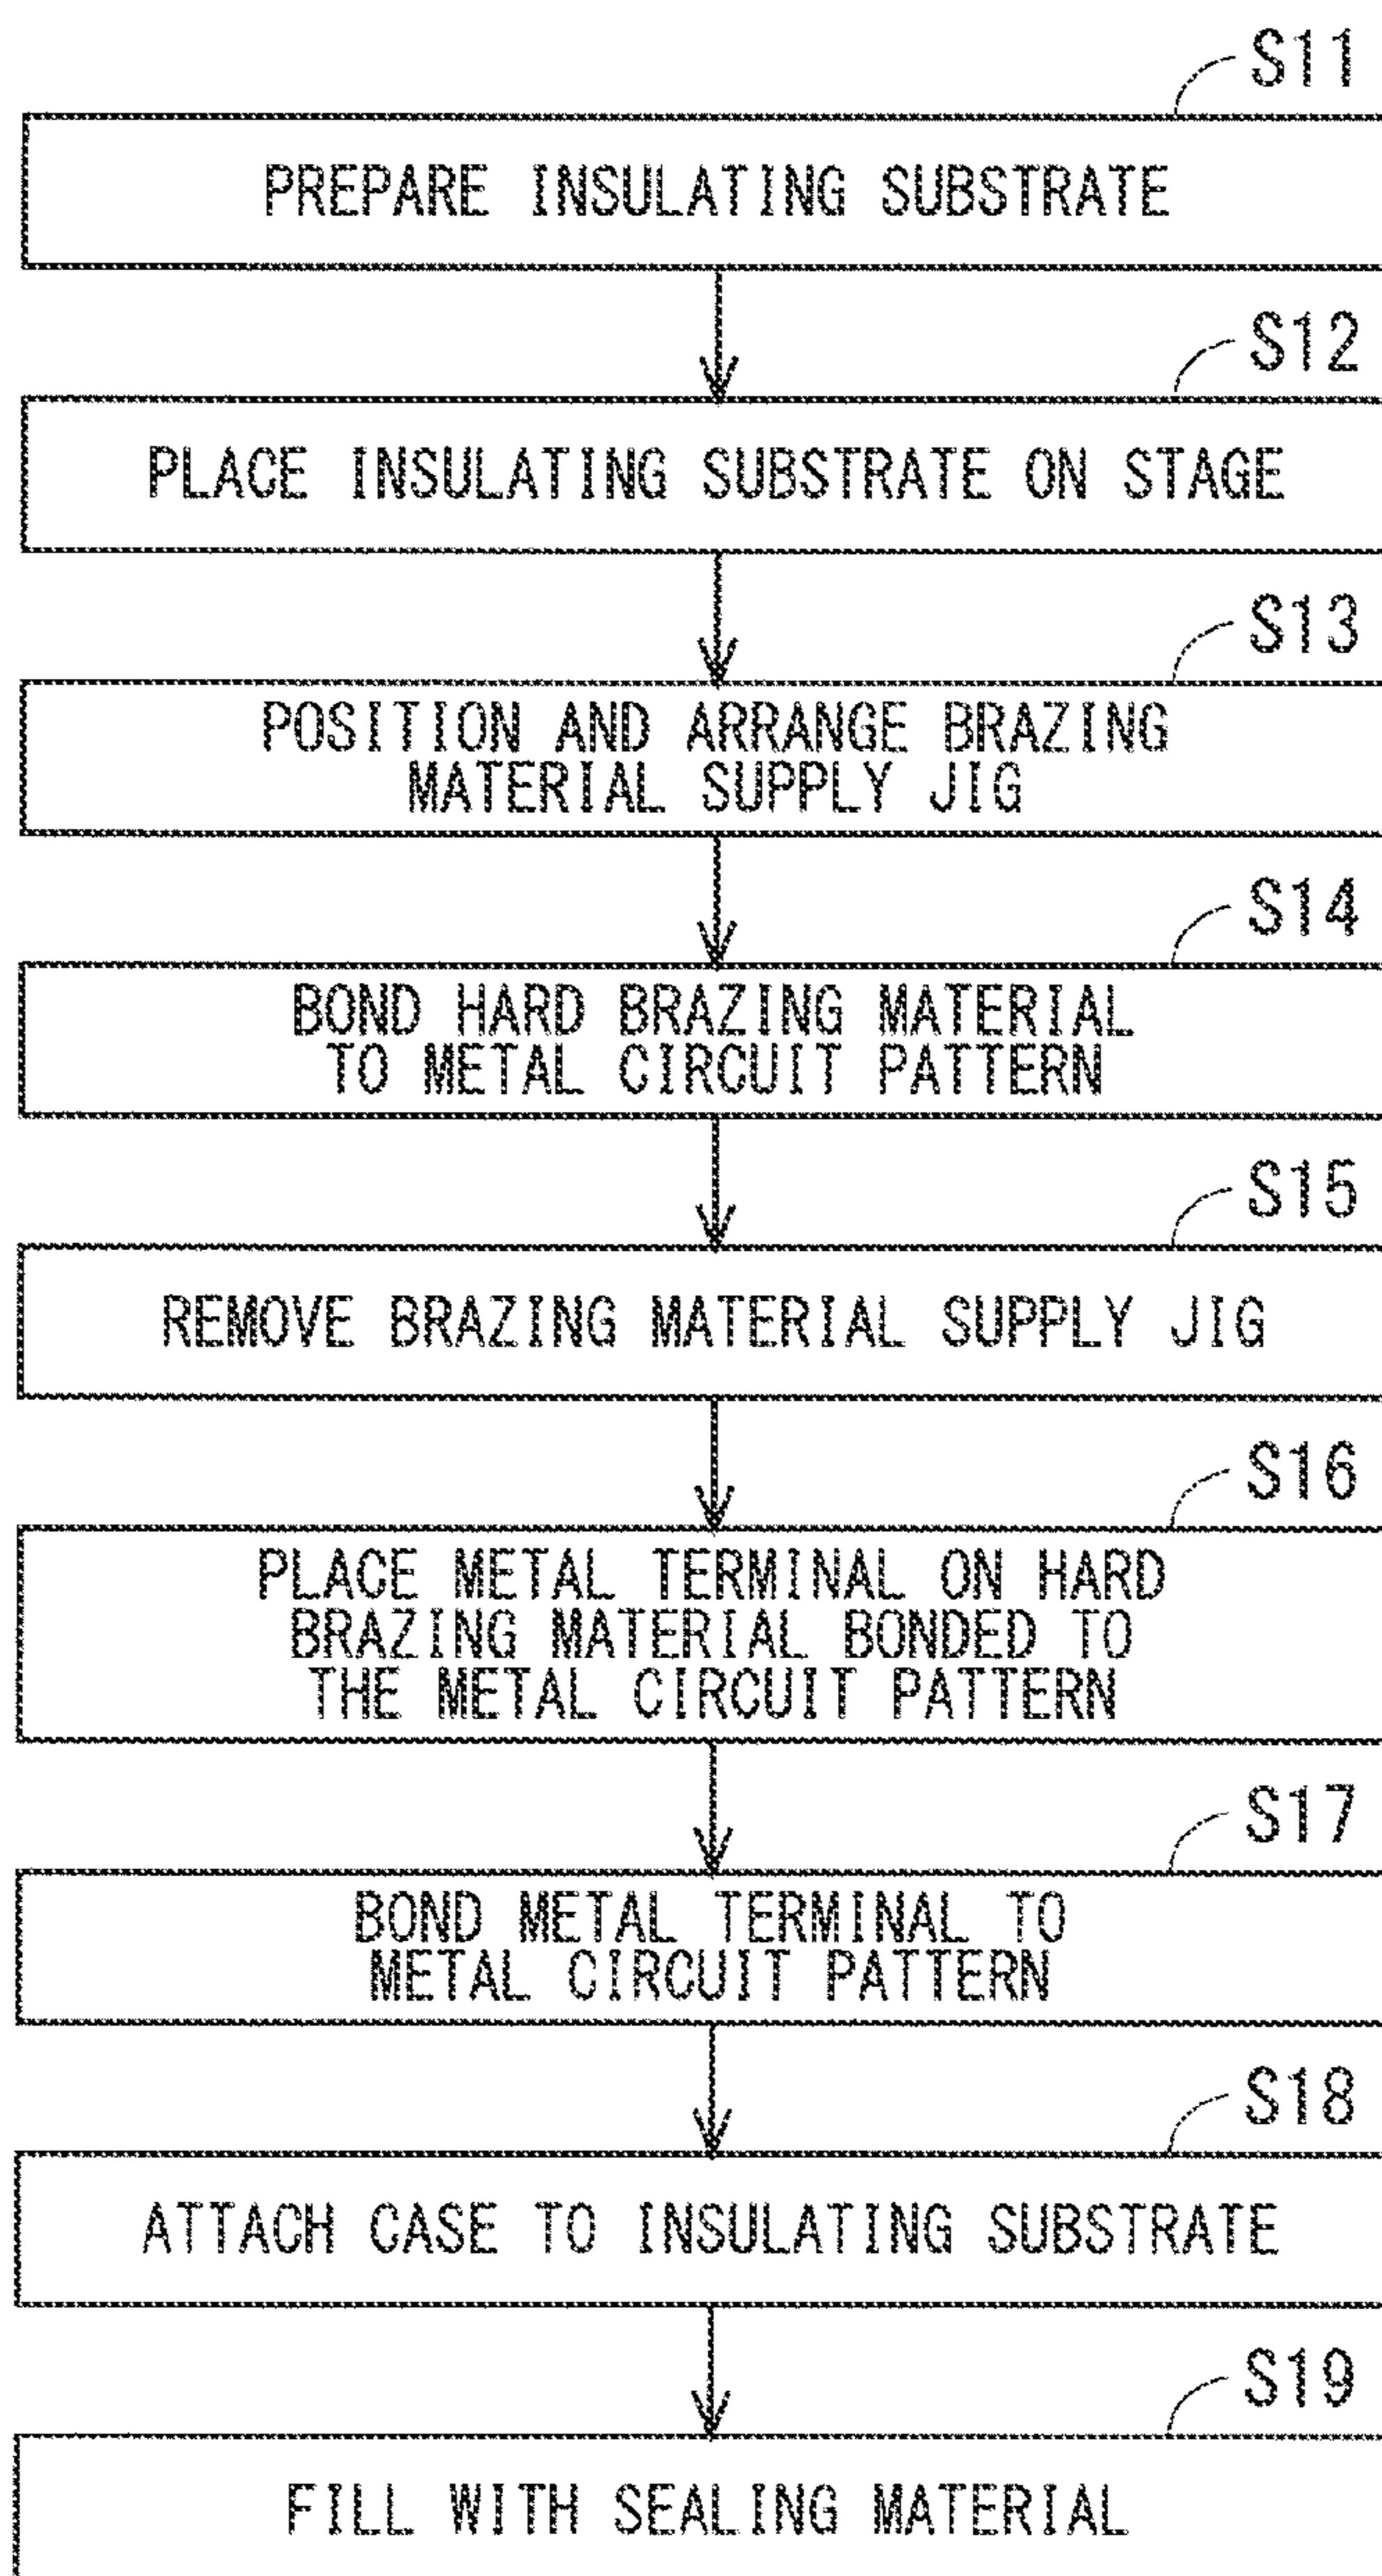 S11
PREPARE INSULATING SUBSTRATE
S12
PLACE INSULATING SUBSTRATE ON STAGE
S13
POSITION AND ARRANGE BRAZING
MATERIAL SUPPLY JIG
S14
BOND HARD BRAZING MATERIAL
TO METAL CIRCUIT PATTERN
S15
REMOVE BRAZING MATERIAL SUPPLY JIG
S16
PLACE METAL TERMINAL ON HARD
BRAZING MATERIAL BONDED TO
THE METAL CIRCUIT PATTERN
S17
BOND METAL TERMINAL TO
METAL CIRCUIT PATTERN
S18
ATTACH CASE TO INSULATING SUBSTRATE
S19
FILL WITH SEALING MATERIAL